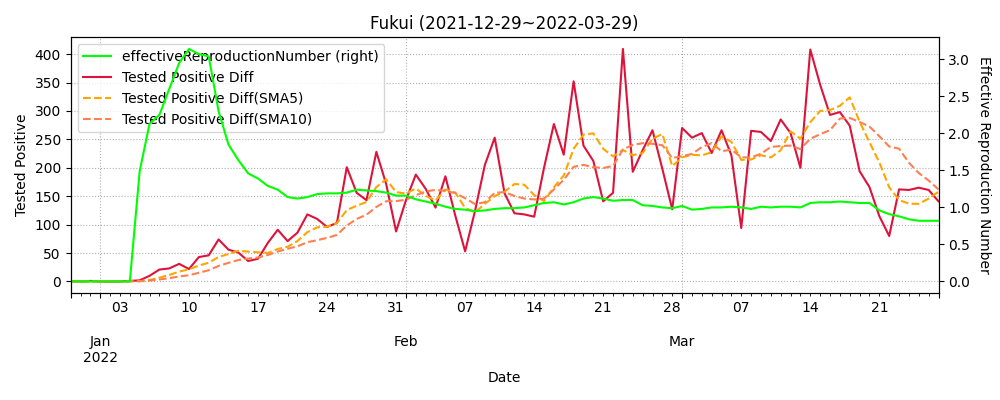 Fukui (2021-12-29~2022-03-29)
effectiveReproductionNumber (right)
Tested Positive Diff
Tested Positive Diff(SMA5)
Tested Positive Diff(SMA10)
Tested Positive
400
350
300
250
200
150
100
50
0
Effective Reproduction Number
3.0
2.5
2.0
1.5
1.0
0.5
0.0
03 10 17 24 31 07 14 21 28 07 14 21
Jan Feb Mar
2022
Date